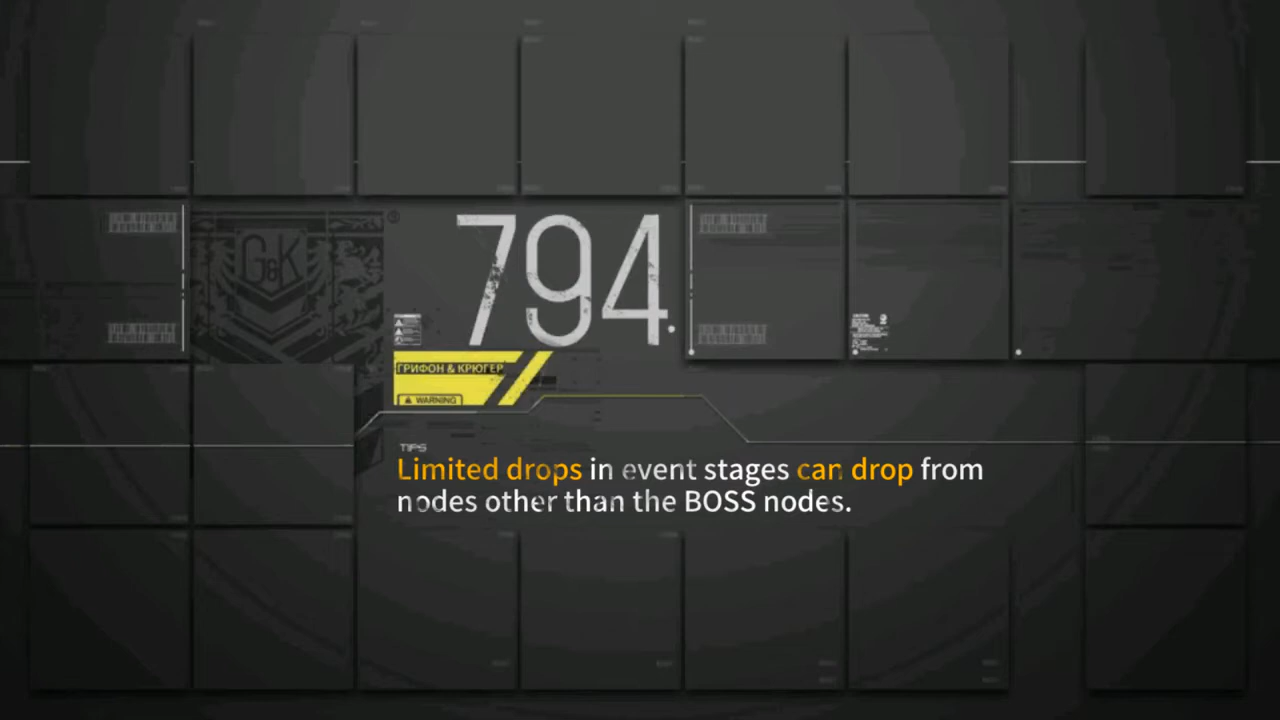 G&K
794.
ГРИФОН & КРЮГЕР
WARNING
TIPS
Limited drops in event stages can drop from
nodes other than the BOSS nodes.